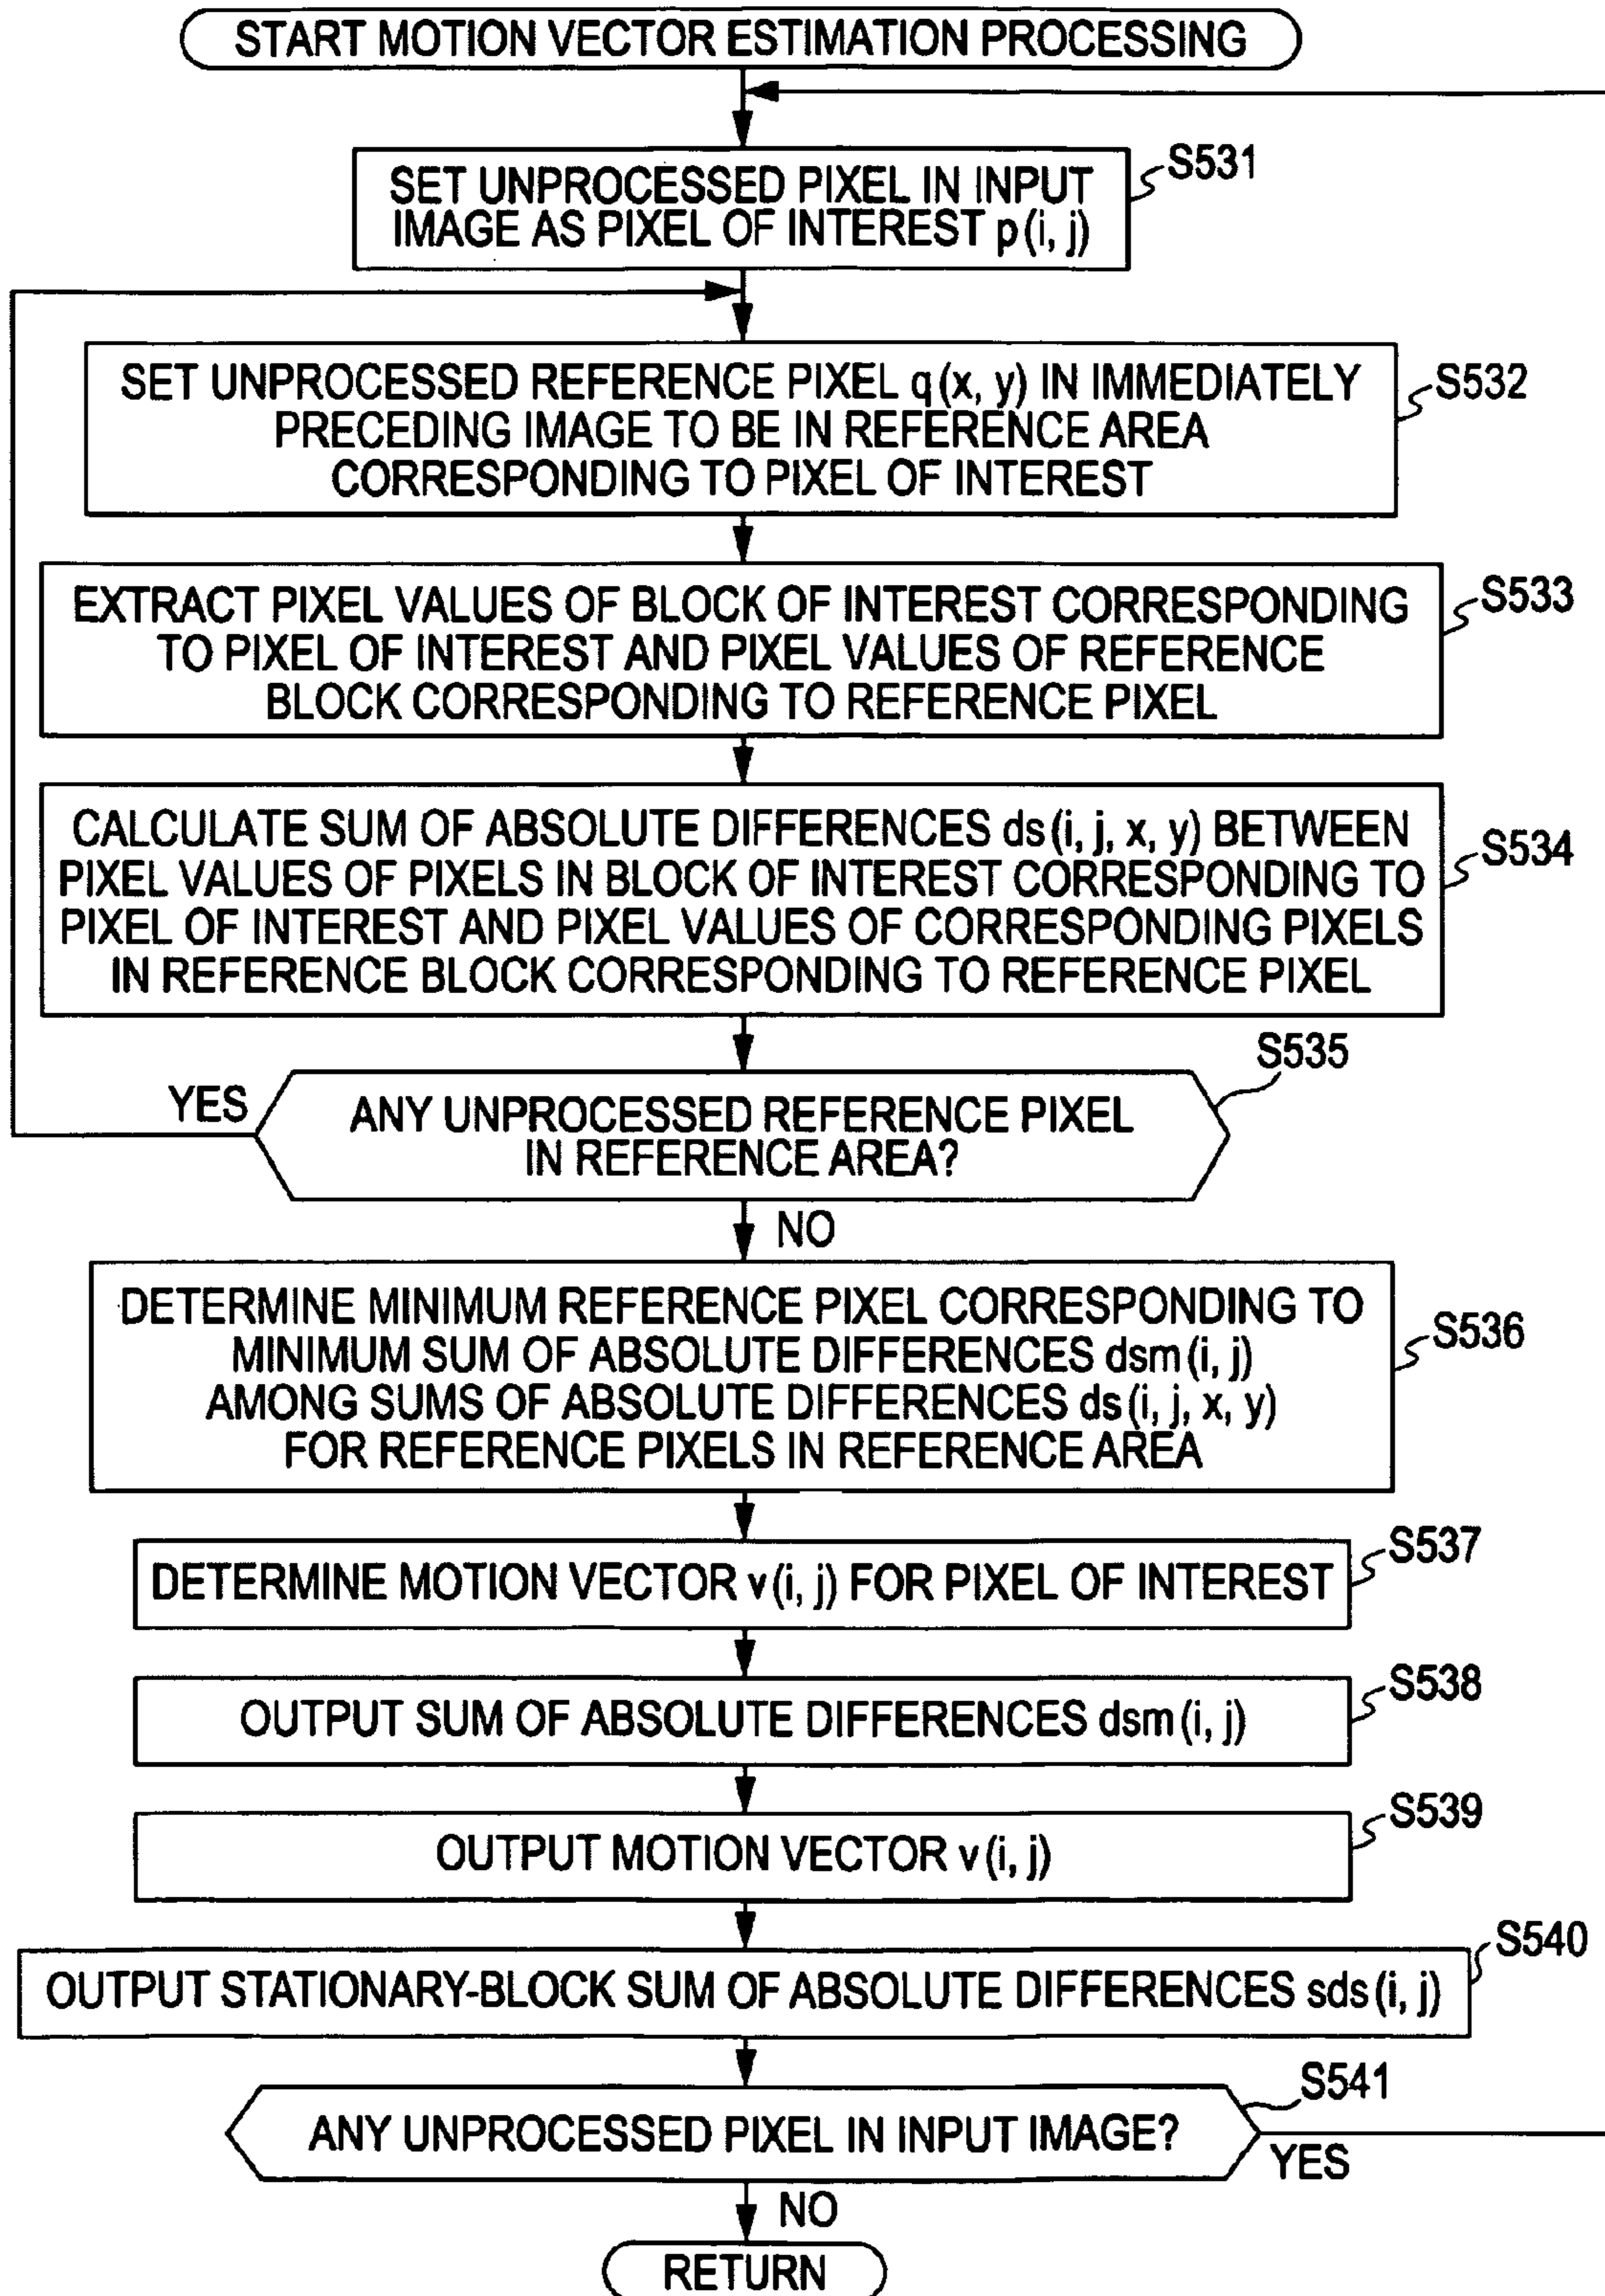 START MOTION VECTOR ESTIMATION PROCESSING
S531
SET UNPROCESSED PIXEL IN INPUT
IMAGE AS PIXEL OF INTEREST p(i, j)
S532
SET UNPROCESSED REFERENCE PIXEL q(x, y) IN IMMEDIATELY
PRECEDING IMAGE TO BE IN REFERENCE AREA
CORRESPONDING TO PIXEL OF INTEREST
S533
EXTRACT PIXEL VALUES OF BLOCK OF INTEREST CORRESPONDING
TO PIXEL OF INTEREST AND PIXEL VALUES OF REFERENCE
BLOCK CORRESPONDING TO REFERENCE PIXEL
S534
CALCULATE SUM OF ABSOLUTE DIFFERENCES ds(i, j, x, y) BETWEEN
PIXEL VALUES OF PIXELS IN BLOCK OF INTEREST CORRESPONDING TO
PIXEL OF INTEREST AND PIXEL VALUES OF CORRESPONDING PIXELS
IN REFERENCE BLOCK CORRESPONDING TO REFERENCE PIXEL
S535
YES
ANY UNPROCESSED REFERENCE PIXEL
IN REFERENCE AREA?
NO
S536
DETERMINE MINIMUM REFERENCE PIXEL CORRESPONDING TO
MINIMUM SUM OF ABSOLUTE DIFFERENCES dsm(i, j)
AMONG SUMS OF ABSOLUTE DIFFERENCES ds(i, j, x, y)
FOR REFERENCE PIXELS IN REFERENCE AREA
S537
DETERMINE MOTION VECTOR v(i, j) FOR PIXEL OF INTEREST
S538
OUTPUT SUM OF ABSOLUTE DIFFERENCES dsm(i, j)
S539
OUTPUT MOTION VECTOR v(i, j)
S540
OUTPUT STATIONARY-BLOCK SUM OF ABSOLUTE DIFFERENCES sds(i, j)
S541
ANY UNPROCESSED PIXEL IN INPUT IMAGE?
YES
NO
RETURN